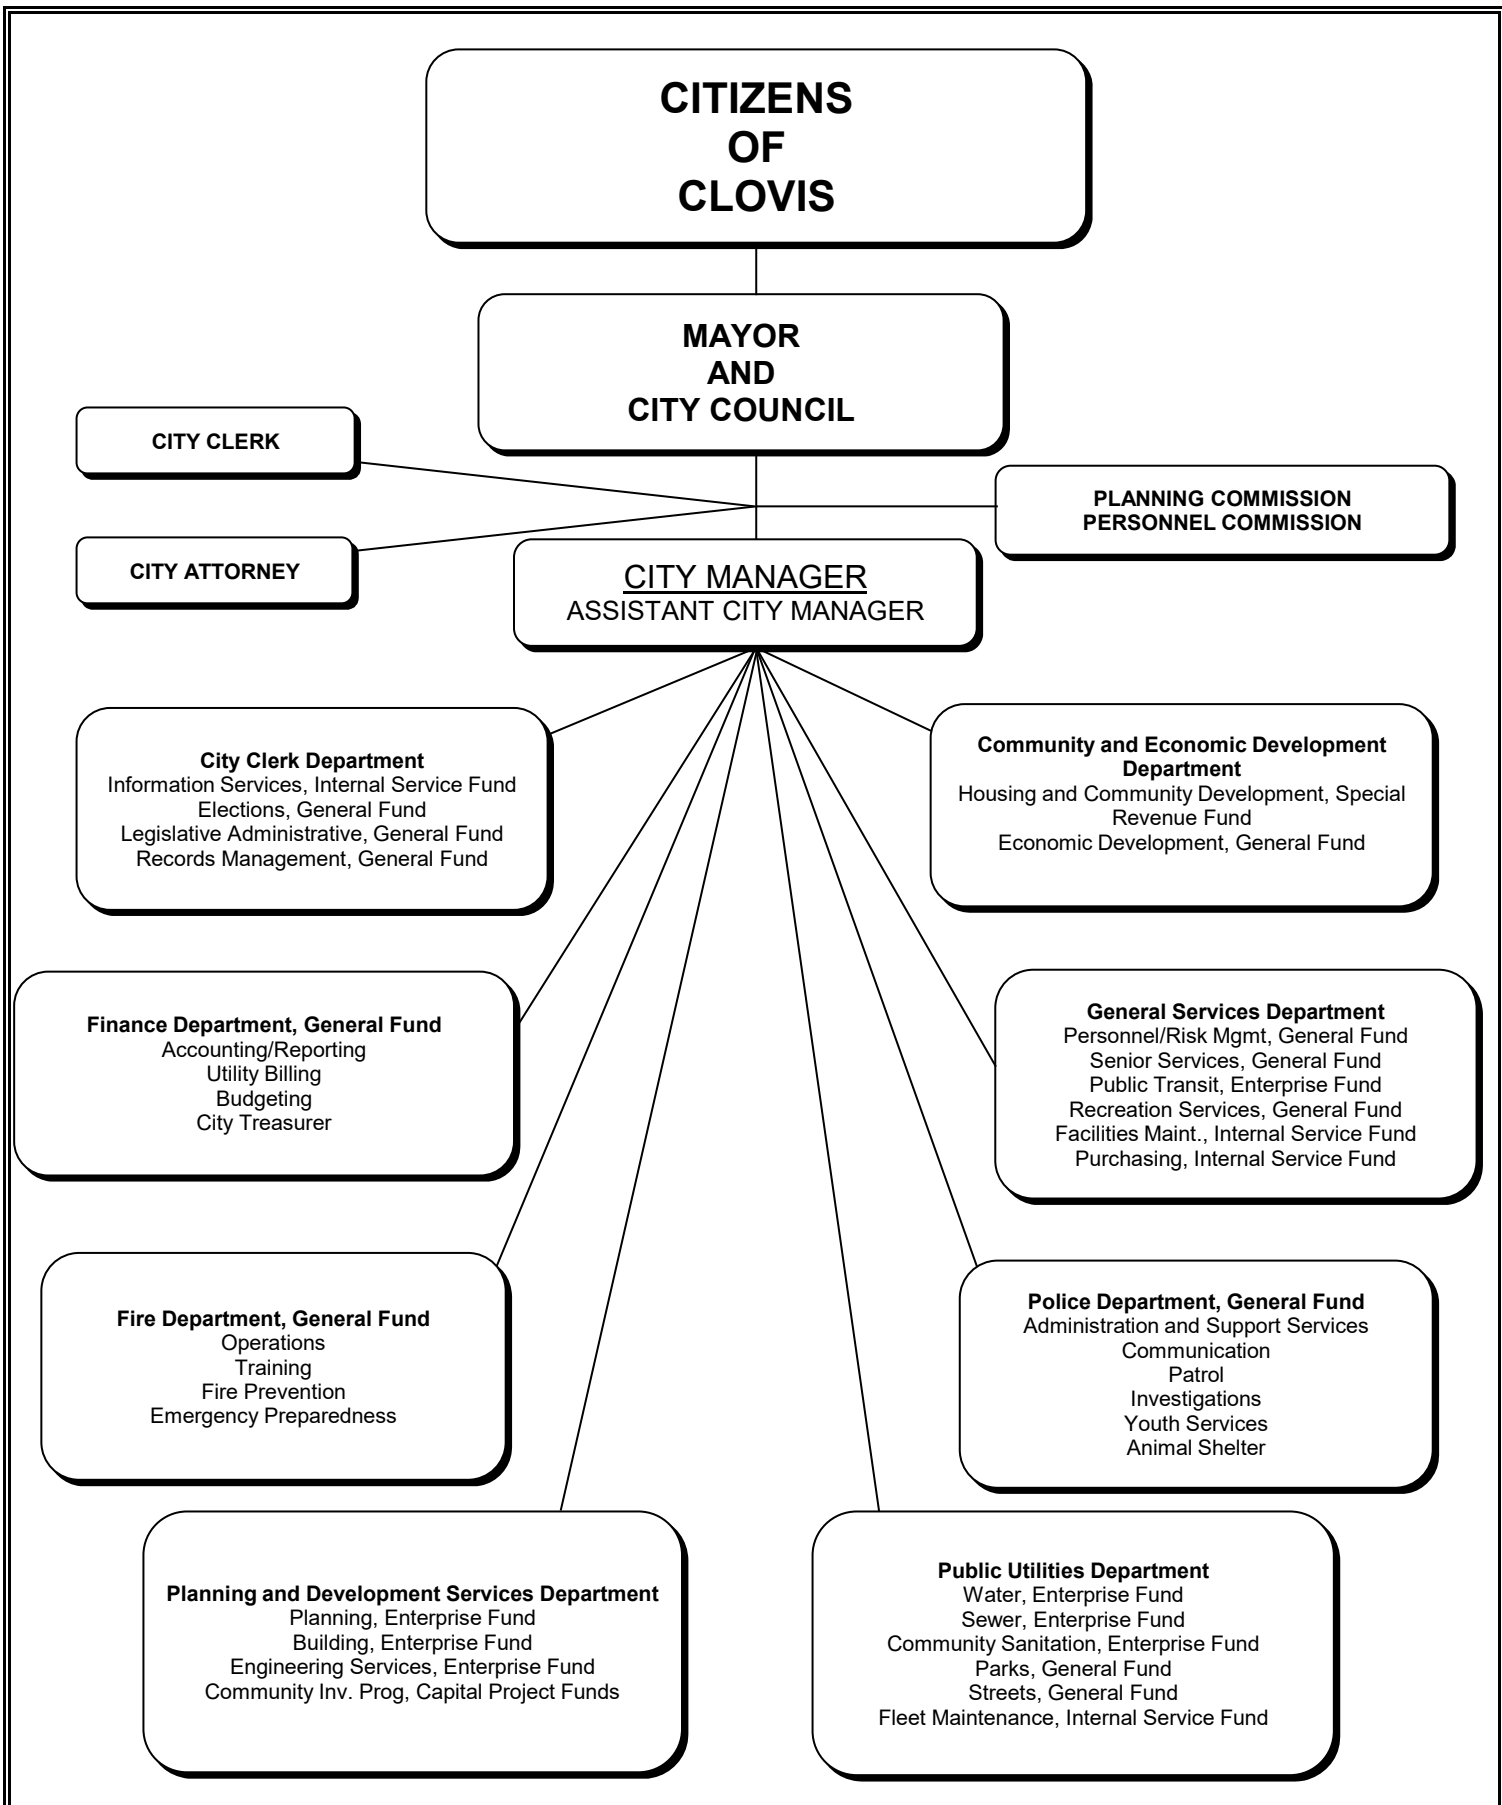 CITIZENS
OF
CLOVIS
MAYOR
AND
CITY COUNCIL
CITY CLERK
PLANNING COMMISSION
PERSONNEL COMMISSION
CITY ATTORNEY
CITY MANAGER
ASSISTANT CITY MANAGER
City Clerk Department
Information Services, Internal Service Fund
Elections, General Fund
Legislative Administrative, General Fund
Records Management, General Fund
Community and Economic Development
Department
Housing and Community Development, Special
Revenue Fund
Economic Development, General Fund
Finance Department, General Fund
Accounting/Reporting
Utility Billing
Budgeting
City Treasurer
General Services Department
Personnel/Risk Mgmt, General Fund
Senior Services, General Fund
Public Transit, Enterprise Fund
Recreation Services, General Fund
Facilities Maint., Internal Service Fund
Purchasing, Internal Service Fund
Fire Department, General Fund
Operations
Training
Fire Prevention
Emergency Preparedness
Police Department, General Fund
Administration and Support Services
Communication
Patrol
Investigations
Youth Services
Animal Shelter
Planning and Development Services Department
Planning, Enterprise Fund
Building, Enterprise Fund
Engineering Services, Enterprise Fund
Community Inv. Prog, Capital Project Funds
Public Utilities Department
Water, Enterprise Fund
Sewer, Enterprise Fund
Community Sanitation, Enterprise Fund
Parks, General Fund
Streets, General Fund
Fleet Maintenance, Internal Service Fund